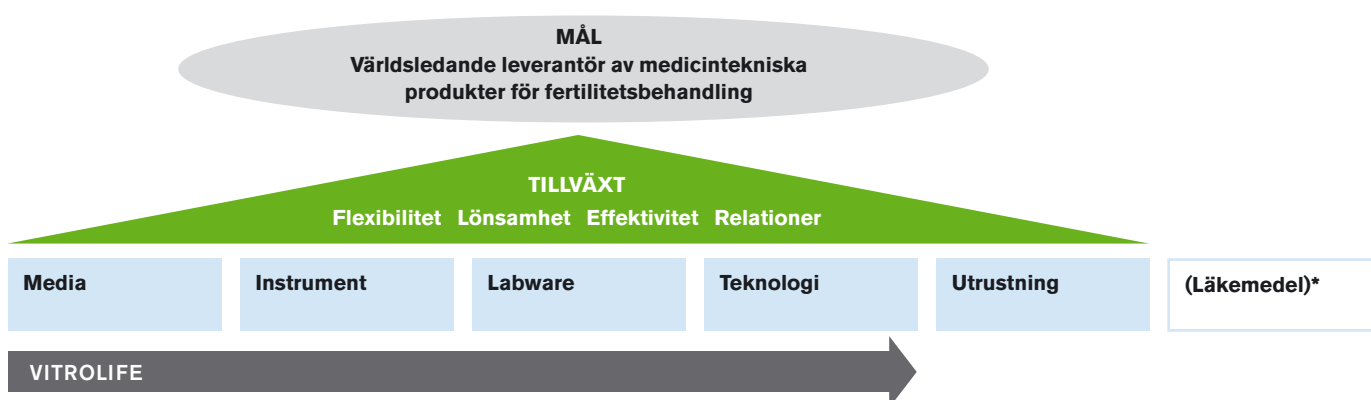 MÅL
Världsledande leverantör av medicintekniska
produkter för fertilitetsbehandling
TILLVÄXT
Flexibilitet Lönsamhet Effektivitet Relationer
Media Instrument Labware Teknologi Utrustning (Läkemedel)*
VITROLIFE